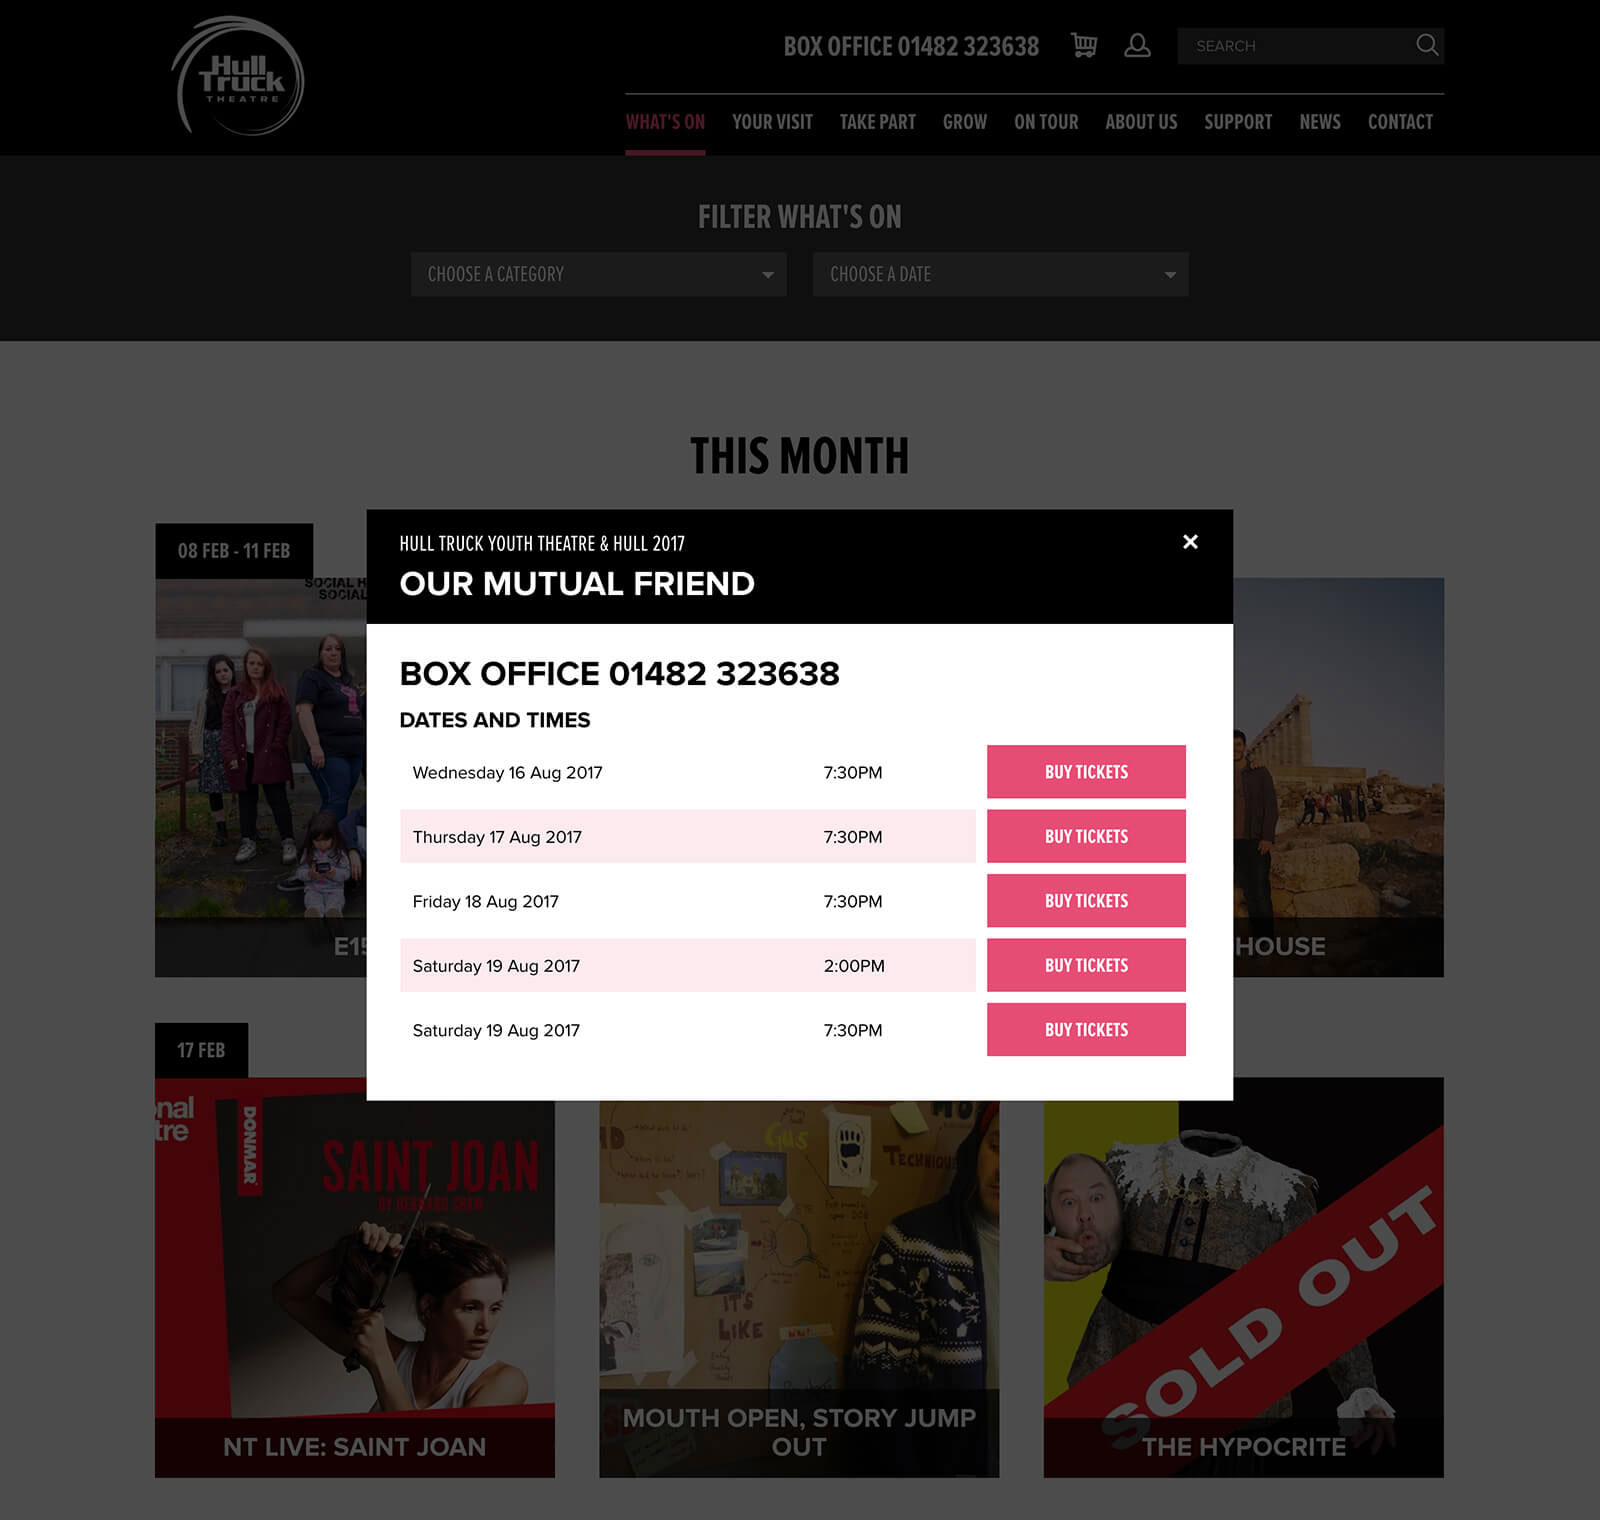 Hull
Truck
THEATRE
BOX OFFICE 01482 323638
SEARCH
WHAT'S ON YOUR VISIT TAKE PART GROW ON TOUR ABOUT US SUPPORT NEWS CONTACT
FILTER WHAT'S ON
CHOOSE A CATEGORY
CHOOSE A DATE
THIS MONTH
08 FEB - 11 FEB
SOCIAL H
SOCIAL
E15
HOUSE
HULL TRUCK YOUTH THEATRE & HULL 2017
OUR MUTUAL FRIEND
BOX OFFICE 01482 323638
DATES AND TIMES
Wednesday 16 Aug 2017 7:30PM BUY TICKETS
Thursday 17 Aug 2017 7:30PM BUY TICKETS
Friday 18 Aug 2017 7:30PM BUY TICKETS
Saturday 19 Aug 2017 2:00PM BUY TICKETS
Saturday 19 Aug 2017 7:30PM BUY TICKETS
17 FEB
nal
tre
DONMAR
SAINT JOAN
BY BERNARD SHAW
NT LIVE: SAINT JOAN
Gus
TECHNIQUE
IT'S
LIKE
MOUTH OPEN, STORY JUMP
OUT
SOLD OUT
THE HYPOCRITE